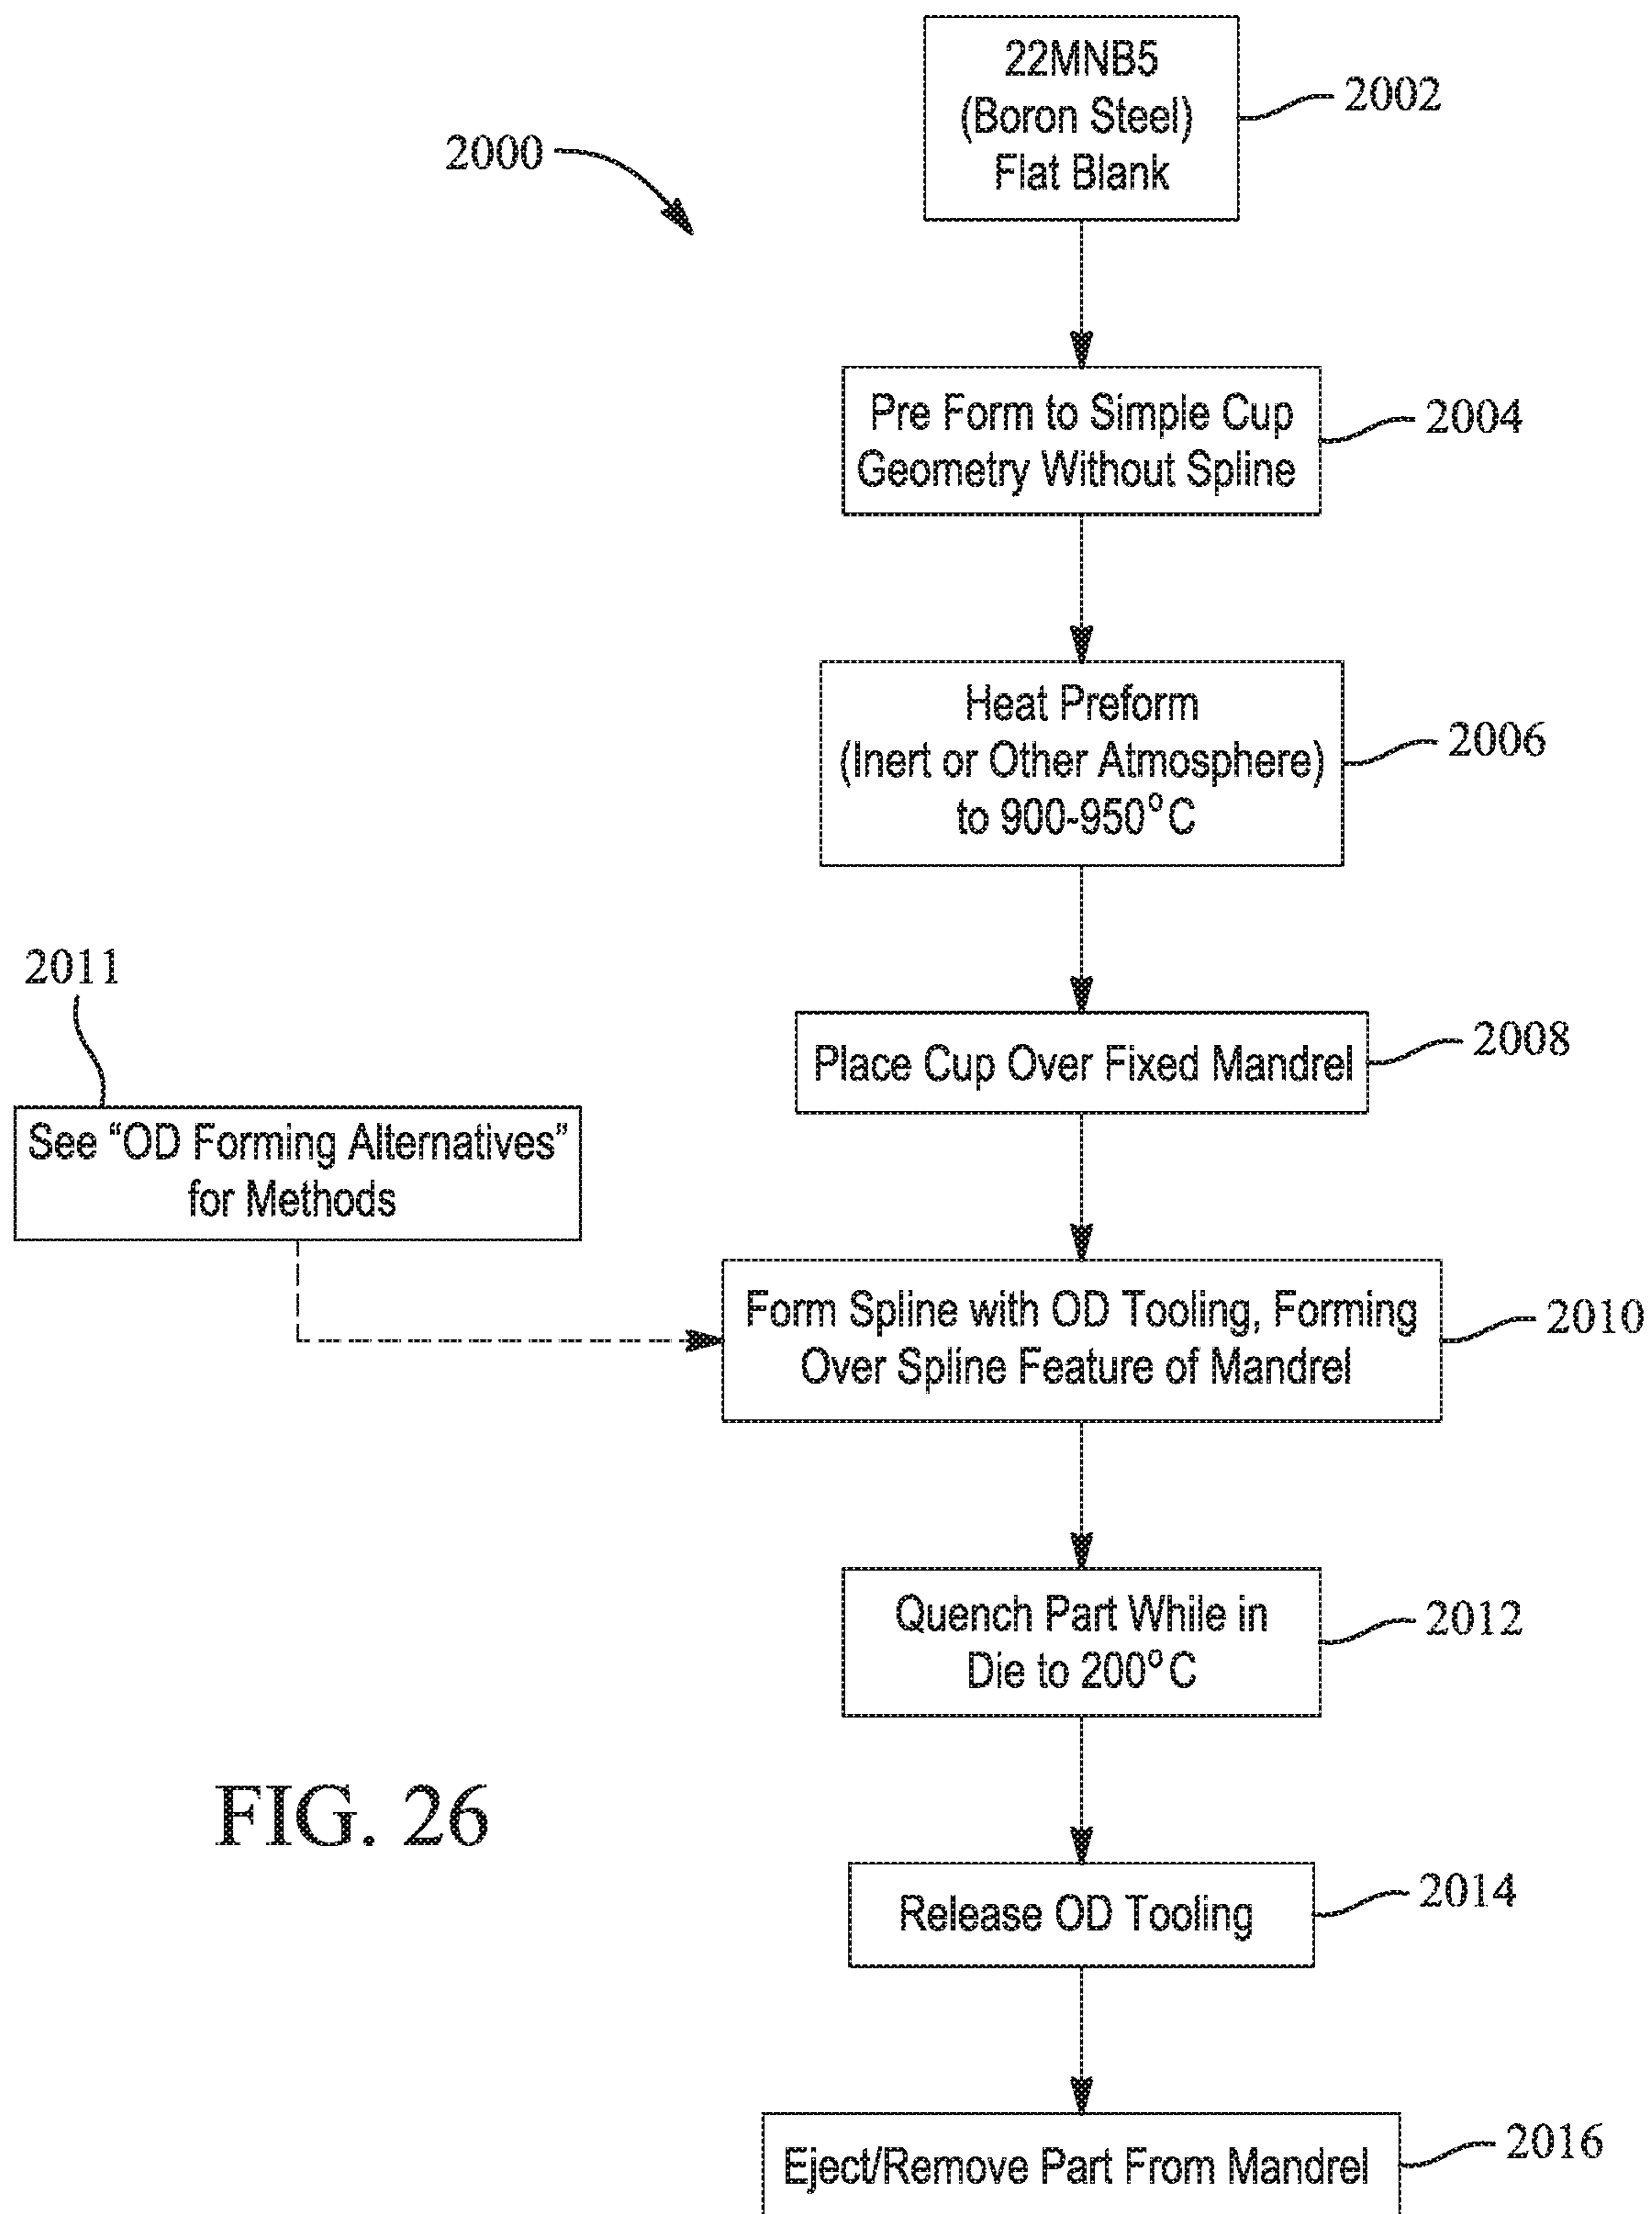 22MNB5
(Boron Steel)
Flat Blank
2002
2000
Pre Form to Simple Cup
Geometry Without Spline
2004
Heat Preform
(Inert or Other Atmosphere)
to 900-950°C
2006
2011
Place Cup Over Fixed Mandrel
2008
See “OD Forming Alternatives”
for Methods
Form Spline with OD Tooling, Forming
Over Spline Feature of Mandrel
2010
Quench Part While in
Die to 200°C
2012
FIG. 26
Release OD Tooling
2014
Eject/Remove Part From Mandrel
2016